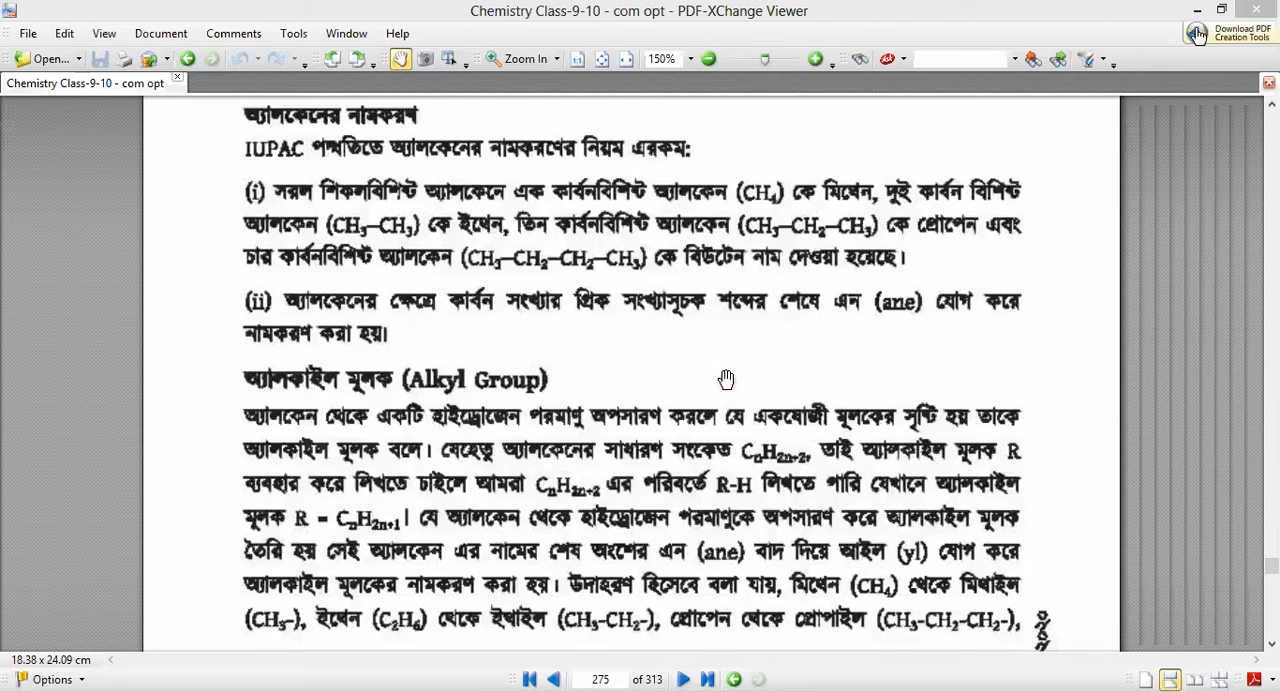 Chemistry Class-9-10 - com opt - PDF-XChange Viewer
File Edit View Document Comments Tools Window Help
Download PDF
Creation Tools
Open... Zoom In 150%
Chemistry Class-9-10 - com opt
অ্যালকেনের নামকরণ
IUPAC পদ্ধতিতে অ্যালকেনের নামকরণের নিয়ম এরকম:
(i) সরল শিকলবিশিষ্ট অ্যালকেনে এক কার্বনবিশিষ্ট অ্যালকেন (CH₄) কে মিথেন, দুই কার্বন বিশিষ্ট
অ্যালকেন (CH₃–CH₃) কে ইথেন, তিন কার্বনবিশিষ্ট অ্যালকেন (CH₃–CH₂–CH₃) কে প্রোপেন এবং
চার কার্বনবিশিষ্ট অ্যালকেন (CH₃–CH₂–CH₂–CH₃) কে বিউটেন নাম দেওয়া হয়েছে।
(ii) অ্যালকেনের ক্ষেত্রে কার্বন সংখ্যার গ্রিক সংখ্যাসূচক শব্দের শেষে এন (ane) যোগ করে
নামকরণ করা হয়।
অ্যালকাইল মূলক (Alkyl Group)
অ্যালকেন থেকে একটি হাইড্রোজেন পরমাণু অপসারণ করলে যে একযোজী মূলকের সৃষ্টি হয় তাকে
অ্যালকাইল মূলক বলে। যেহেতু অ্যালকেনের সাধারণ সংকেত CₙH₂ₙ₊₂, তাই অ্যালকাইল মূলক R
ব্যবহার করে লিখতে চাইলে আমরা CₙH₂ₙ₊₂ এর পরিবর্তে R-H লিখতে পারি যেখানে অ্যালকাইল
মূলক R = CₙH₂ₙ₊₁। যে অ্যালকেন থেকে হাইড্রোজেন পরমাণুকে অপসারণ করে অ্যালকাইল মূলক
তৈরি হয় সেই অ্যালকেন এর নামের শেষ অংশের এন (ane) বাদ দিয়ে আইল (yl) যোগ করে
অ্যালকাইল মূলকের নামকরণ করা হয়। উদাহরণ হিসেবে বলা যায়, মিথেন (CH₄) থেকে মিথাইল
(CH₃-), ইথেন (C₂H₆) থেকে ইথাইল (CH₃-CH₂-), প্রোপেন থেকে প্রোপাইল (CH₃-CH₂-CH₂-),
18.38 x 24.09 cm
Options 275 of 313